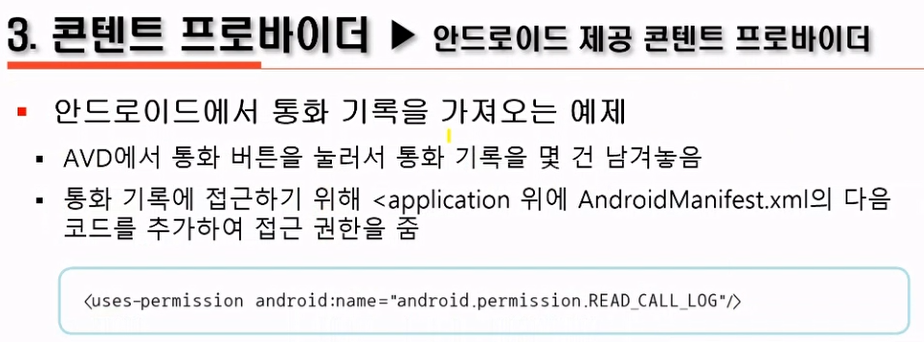 3. 콘텐트 프로바이더 ▶ 안드로이드 제공 콘텐트 프로바이더
▪ 안드로이드에서 통화 기록을 가져오는 예제
▪ AVD에서 통화 버튼을 눌러서 통화 기록을 몇 건 남겨놓음
▪ 통화 기록에 접근하기 위해 <application 위에 AndroidManifest.xml의 다음
코드를 추가하여 접근 권한을 줌
<uses-permission android:name="android.permission.READ_CALL_LOG"/>